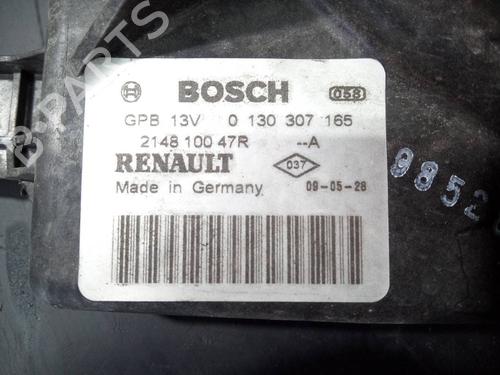 BOSCH 058
GPB 13V 0 130 307 165
2148 100 47R --A
RENAULT 037
Made in Germany 09-05-28
B-PARTS